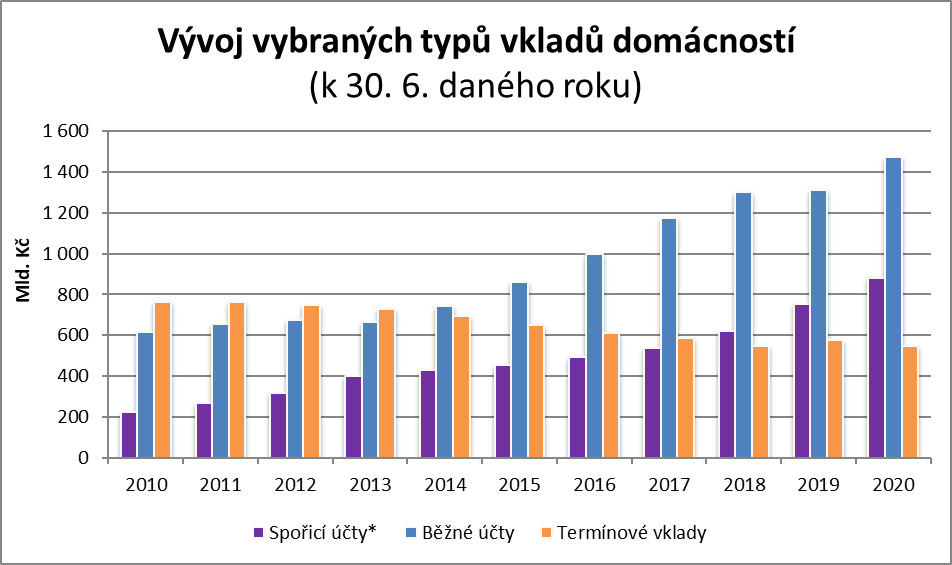 Vývoj vybraných typů vkladů domácností
(k 30. 6. daného roku)
Mld. Kč
1 600
1 400
1 200
1 000
800
600
400
200
0
2010 2011 2012 2013 2014 2015 2016 2017 2018 2019 2020
Spořicí účty* Běžné účty Termínové vklady